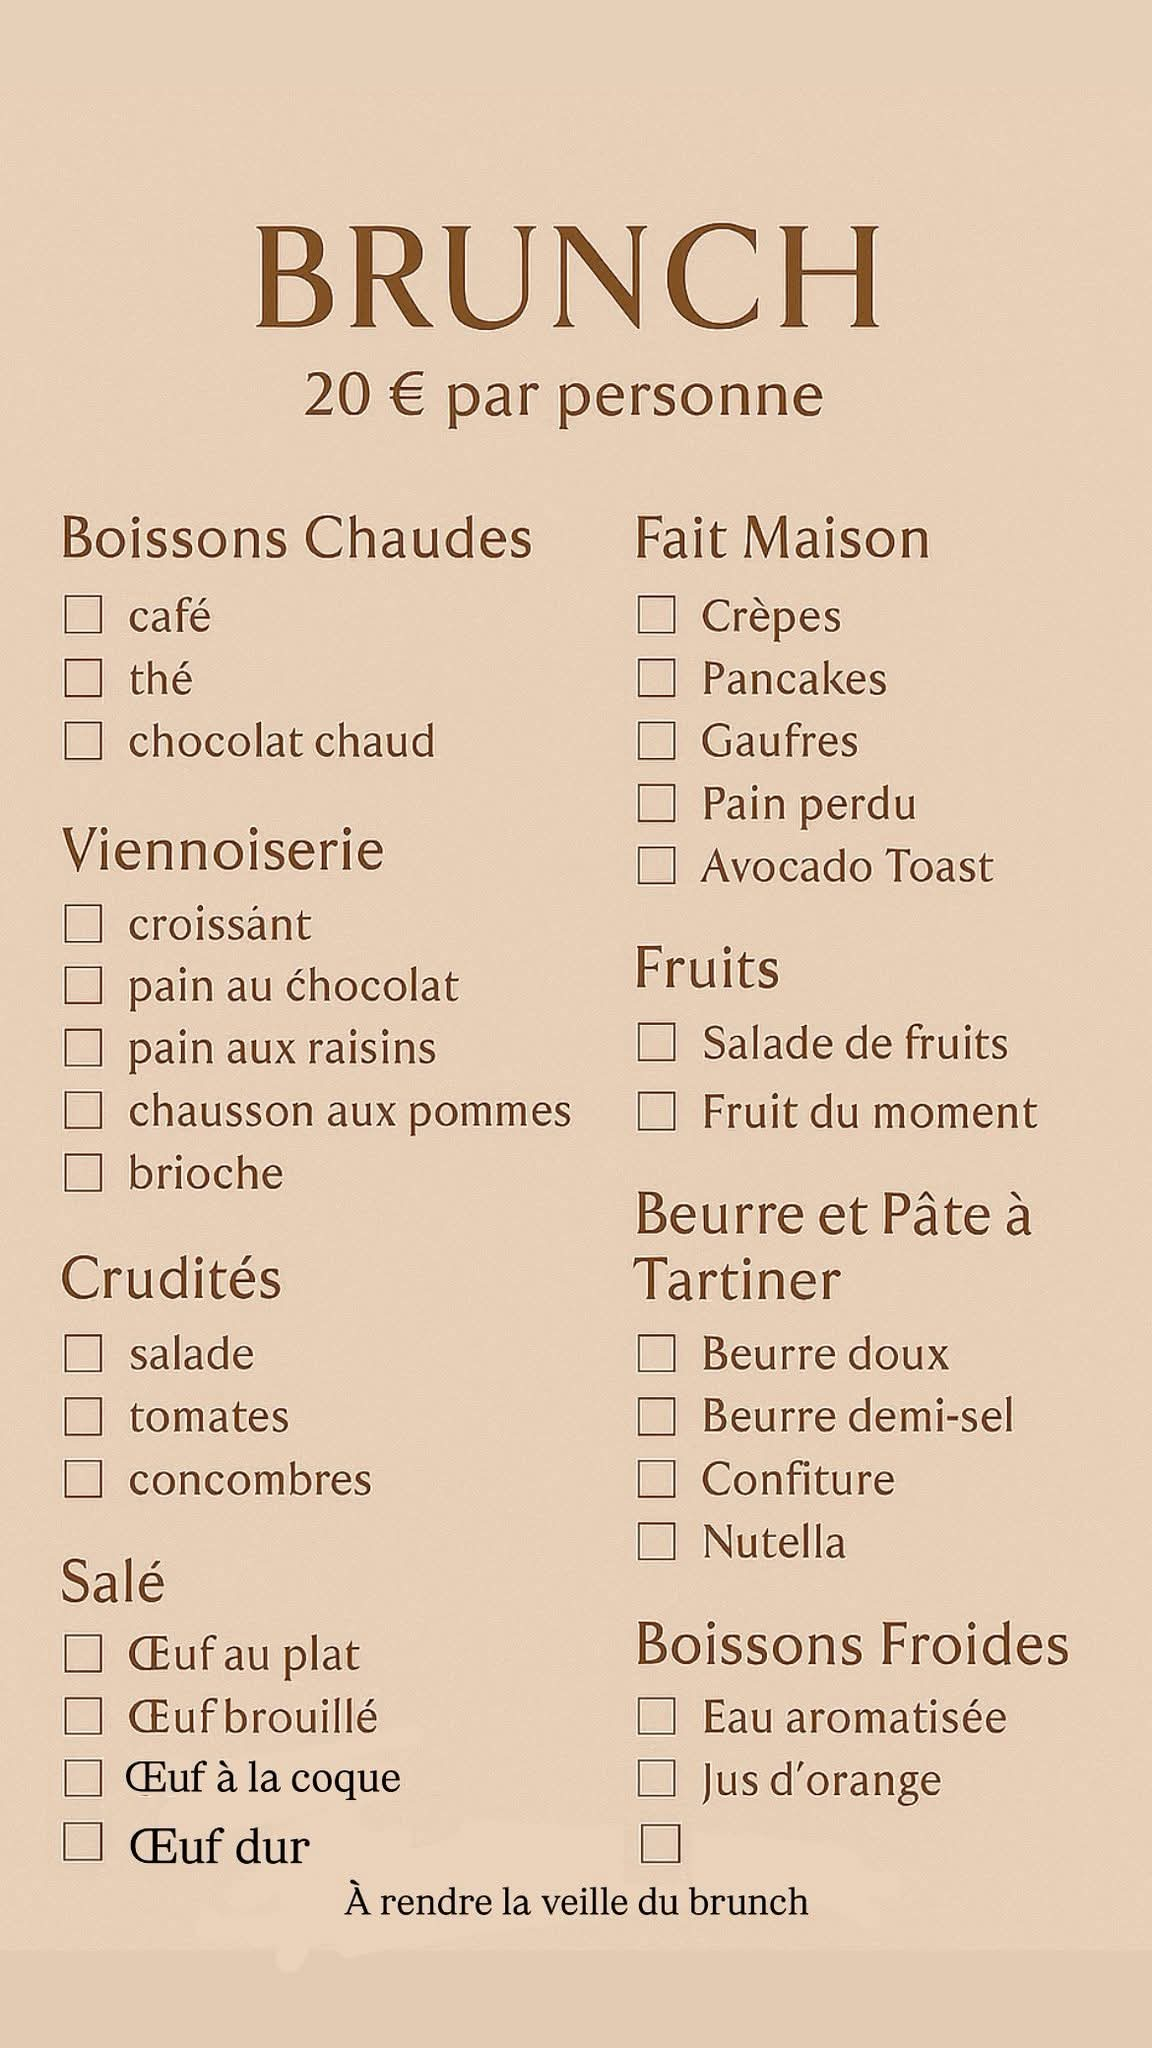 BRUNCH
20 € par personne
Boissons Chaudes
☐ café
☐ thé
☐ chocolat chaud
Viennoiserie
☐ croissánt
☐ pain au ćhocolat
☐ pain aux raisins
☐ chausson aux pommes
☐ brioche
Crudités
☐ salade
☐ tomates
☐ concombres
Salé
☐ Œuf au plat
☐ Œuf brouillé
☐ Œuf à la coque
☐ Œuf dur
Fait Maison
☐ Crèpes
☐ Pancakes
☐ Gaufres
☐ Pain perdu
☐ Avocado Toast
Fruits
☐ Salade de fruits
☐ Fruit du moment
Beurre et Pâte à
Tartiner
☐ Beurre doux
☐ Beurre demi-sel
☐ Confiture
☐ Nutella
Boissons Froides
☐ Eau aromatisée
☐ Jus d'orange
☐
À rendre la veille du brunch